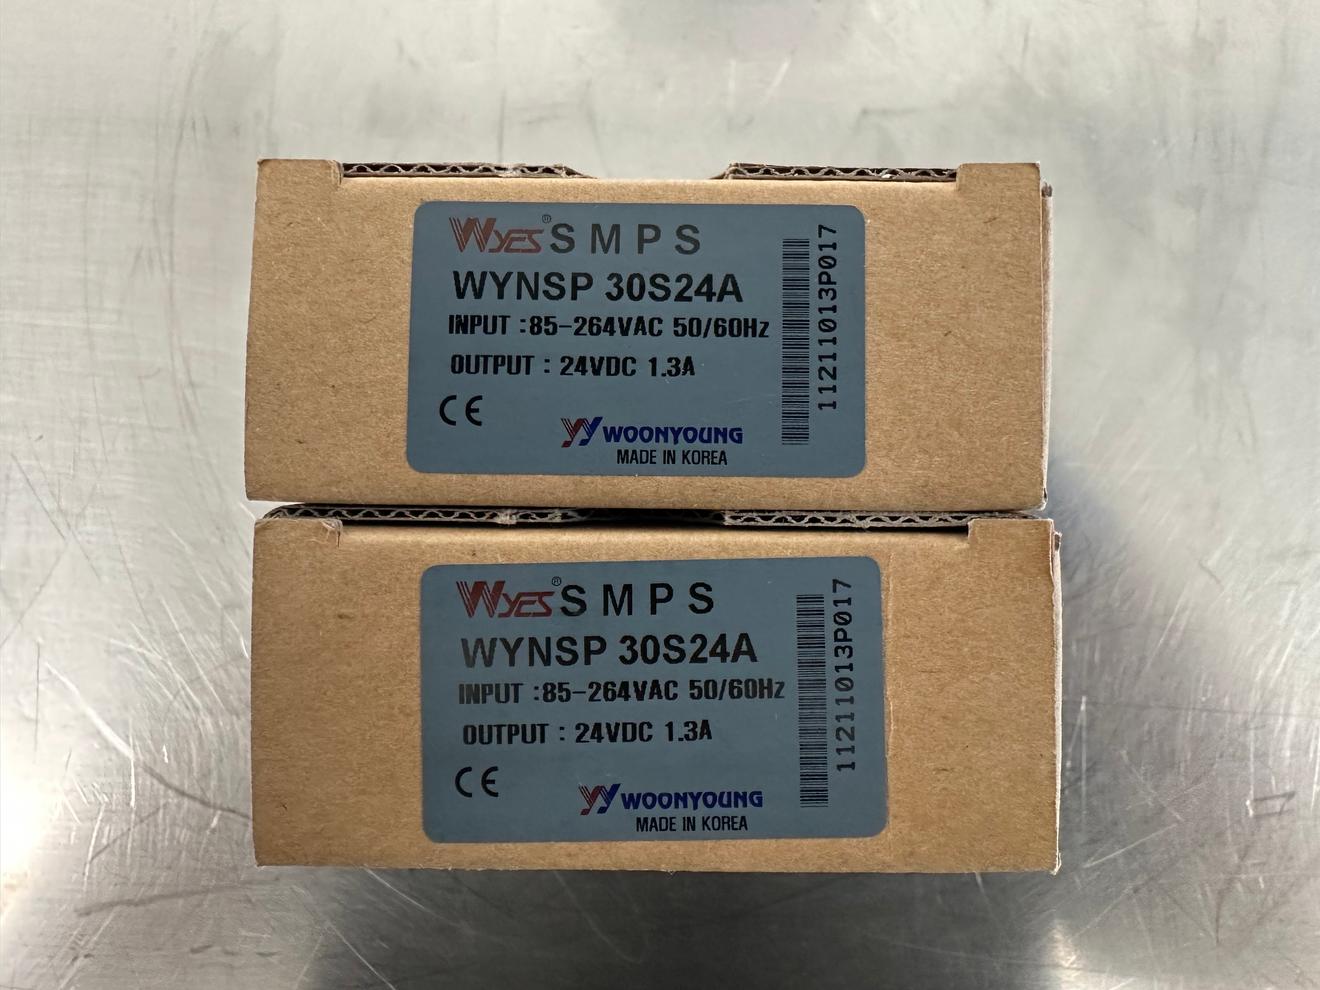 WYES® SMPS
WYNSP 30S24A
INPUT :85-264VAC 50/60Hz
OUTPUT : 24VDC 1.3A
CE
YY WOONYOUNG
MADE IN KOREA
11211013P017
WYES® SMPS
WYNSP 30S24A
INPUT :85-264VAC 50/60Hz
OUTPUT : 24VDC 1.3A
CE
YY WOONYOUNG
MADE IN KOREA
11211013P017